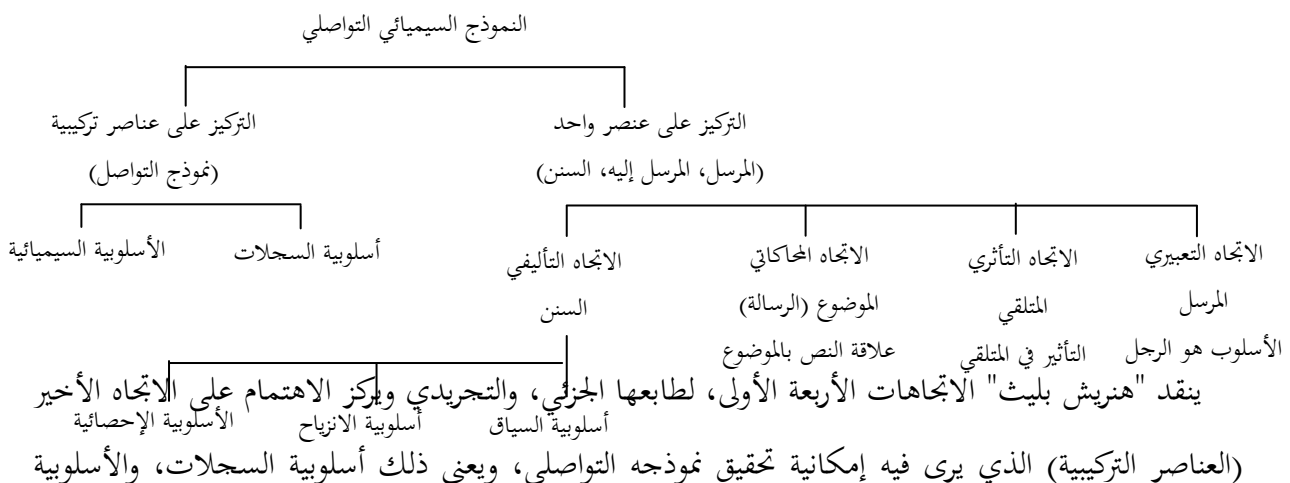 النموذج السيميائي التواصلي
التركيز على عنصر واحد
التركيز على عناصر تركيبية
(المرسل، المرسل إليه، السنن)
(نموذج التواصل)
الاتجاه التعبيري
الاتجاه التأثري
الاتجاه المحاكاتي
الاتجاه التأليفي
أسلوبية السجلات
الأسلوبية السيميائية
المرسل
المتلقي
الموضوع (الرسالة)
السنن
الأسلوب هو الرجل
التأثير في المتلقي
علاقة النص بالموضوع
ينقد "هنريش بليث" الاتجاهات الأربعة الأولى، لطابعها الجزئي، والتجريدي ويركز الاهتمام على الاتجاه الأخير
أسلوبية السياق
أسلوبية الانزياح
الأسلوبية الإحصائية
(العناصر التركيبية) الذي يرى فيه إمكانية تحقيق نموذجه التواصلي، ويعني ذلك أسلوبية السجلات، والأسلوبية